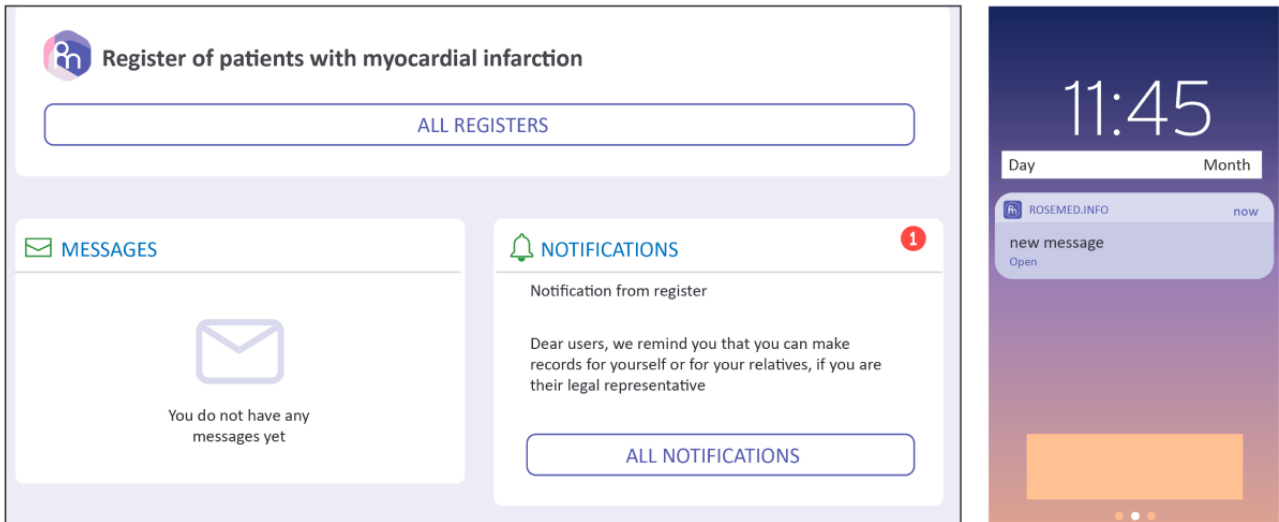 Register of patients with myocardial infarction
ALL REGISTERS
MESSAGES
You do not have any
messages yet
NOTIFICATIONS
1
Notification from register
Dear users, we remind you that you can make
records for yourself or for your relatives, if you are
their legal representative
ALL NOTIFICATIONS
11:45
Day Month
ROSEMED.INFO now
new message
Open